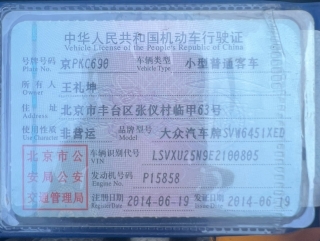 中华人民共和国机动车行驶证
Vehicle License of the People's Republic of China
号牌号码 京PKC698 车辆类型 小型普通客车
Plate No. Vehicle Type
所有人 王礼坤
Owner
住址 北京市丰台区张仪村临甲63号
Address
使用性质 非营运 品牌型号 大众汽车牌SVW6451XED
Use Character Model
北京市公安局公安交通管理局
车辆识别代号 LSVXU25N9E2100805
VIN
发动机号码 P15858
Engine No.
注册日期 2014-06-19 发证日期 2014-06-19
Register Date Issue Date